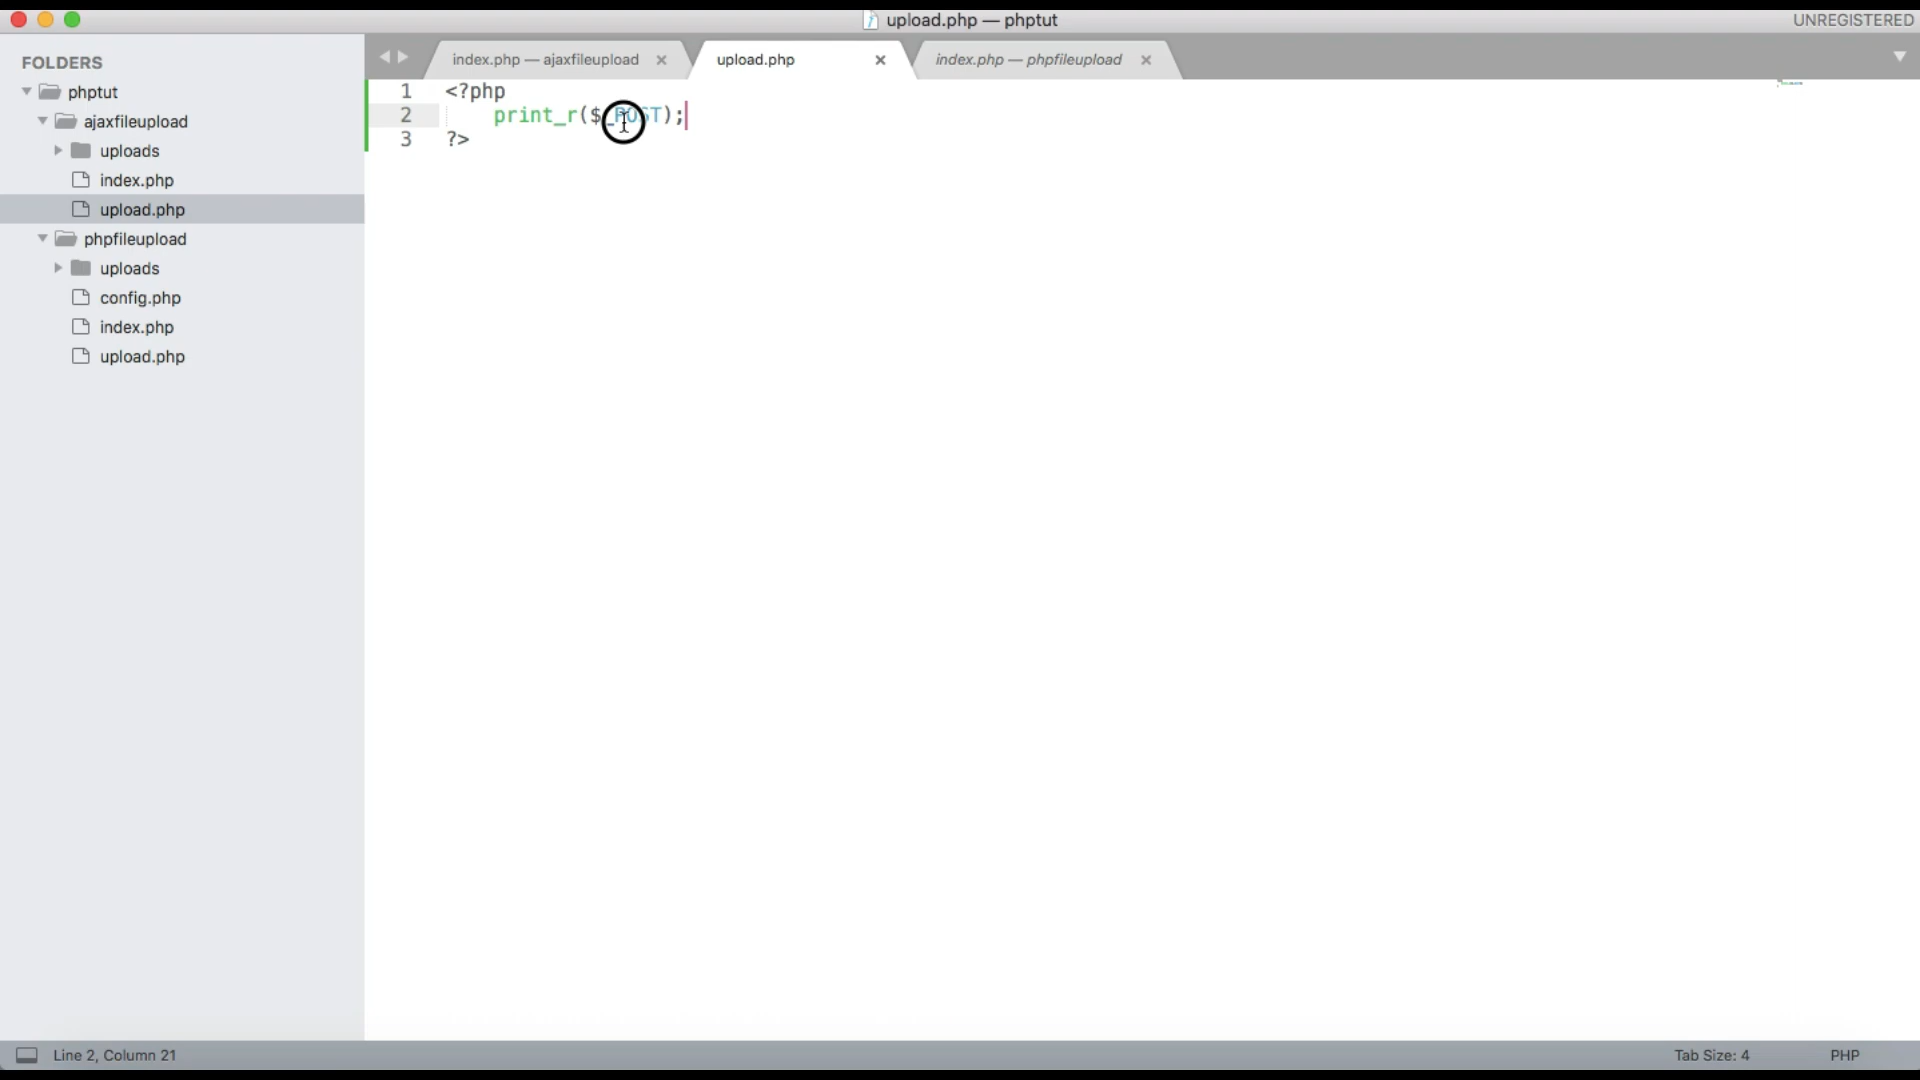 upload.php — phptut
UNREGISTERED
FOLDERS
phptut
ajaxfileupload
uploads
index.php
upload.php
phpfileupload
uploads
config.php
index.php
upload.php
index.php — ajaxfileupload ×
upload.php ×
index.php — phpfileupload ×
1 <?php
2 print_r($_POST);
3 ?>
Line 2, Column 21
Tab Size: 4
PHP